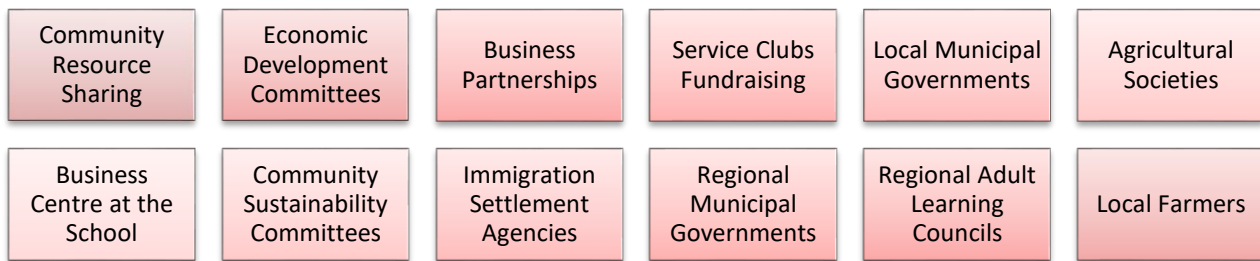 Community
Resource
Sharing
Economic
Development
Committees
Business
Partnerships
Service Clubs
Fundraising
Local Municipal
Governments
Agricultural
Societies
Business
Centre at the
School
Community
Sustainability
Committees
Immigration
Settlement
Agencies
Regional
Municipal
Governments
Regional Adult
Learning
Councils
Local Farmers